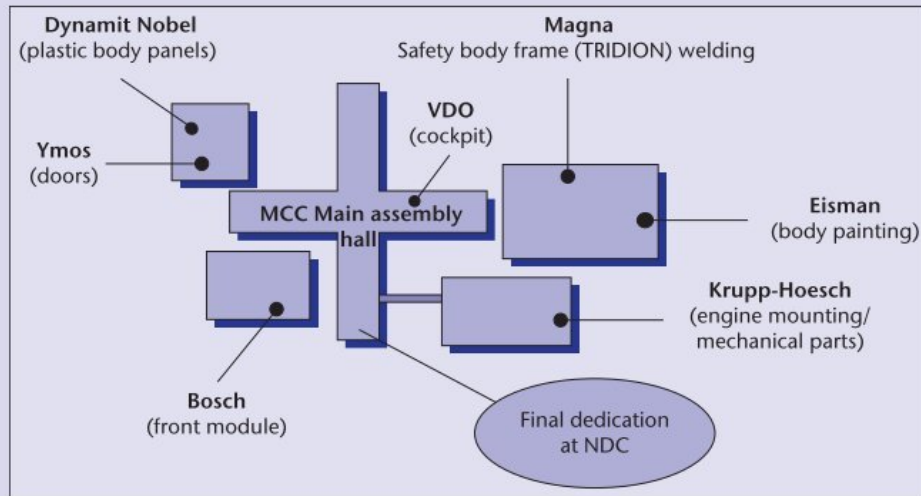 Dynamit Nobel
(plastic body panels)
Magna
Safety body frame (TRIDION) welding
VDO
(cockpit)
Ymos
(doors)
MCC Main assembly
hall
Eisman
(body painting)
Krupp-Hoesch
(engine mounting/
mechanical parts)
Bosch
(front module)
Final dedication
at NDC